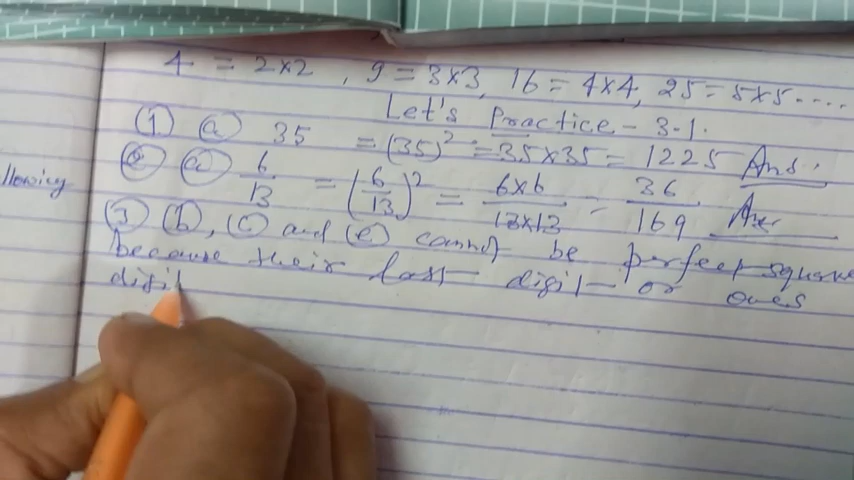 4 = 2×2 , 9 = 3×3, 16 = 4×4, 25 = 5×5....
Let's Practice - 3.1.
① ⓐ 35 = (35)² = 35×35 = 1225 Ans.
② ⓐ 6/13 = (6/13)² = 6×6/13×13 = 36/169 Ans
③ ⓑ, ⓒ and ⓔ cannot be perfect square
because their last digit or ones
digit
llowing